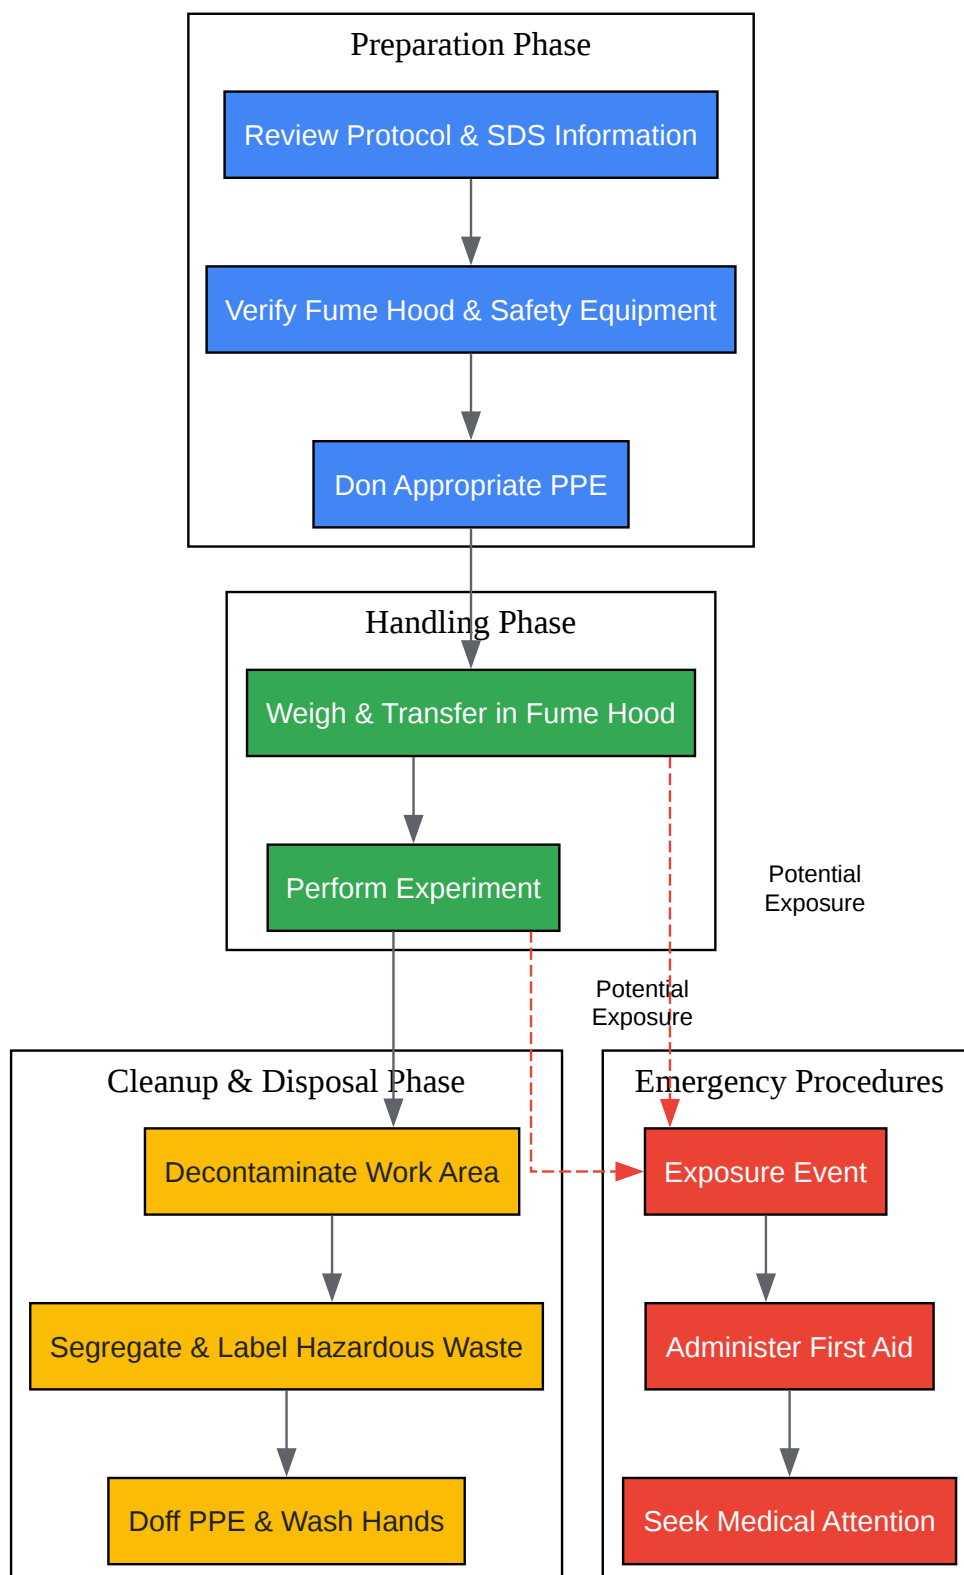 Preparation Phase
Review Protocol & SDS Information
Verify Fume Hood & Safety Equipment
Don Appropriate PPE
Handling Phase
Weigh & Transfer in Fume Hood
Perform Experiment
Potential
Exposure
Potential
Exposure
Cleanup & Disposal Phase
Decontaminate Work Area
Segregate & Label Hazardous Waste
Doff PPE & Wash Hands
Emergency Procedures
Exposure Event
Administer First Aid
Seek Medical Attention